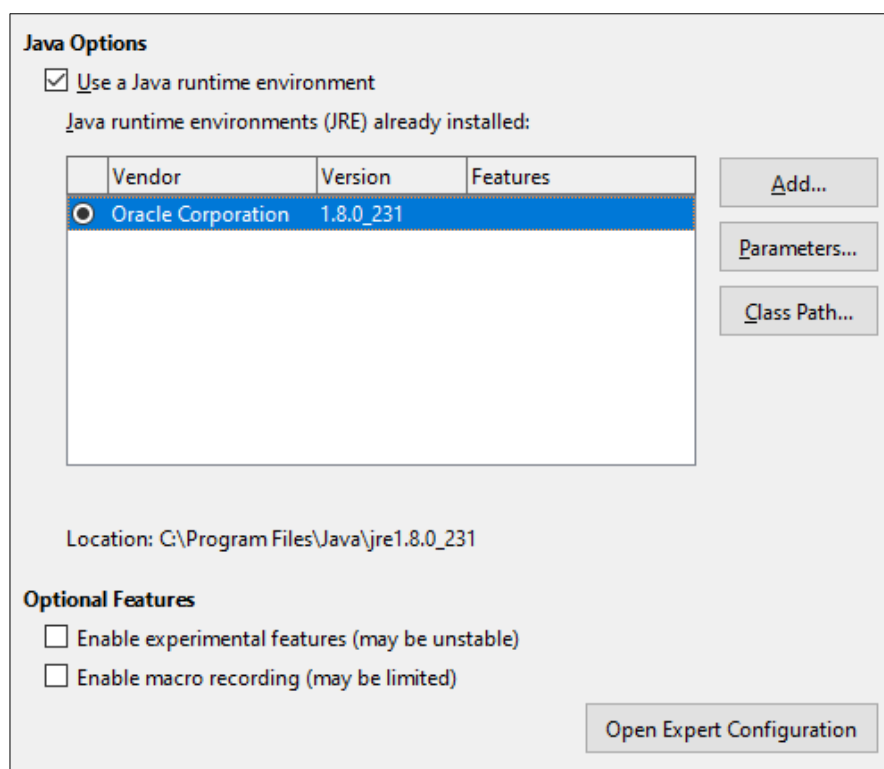 Java Options
Use a Java runtime environment
Java runtime environments (JRE) already installed:
Vendor Version Features
Add...
Oracle Corporation 1.8.0_231
Parameters...
Class Path...
Location: C:\Program Files\Java\jre1.8.0_231
Optional Features
Enable experimental features (may be unstable)
Enable macro recording (may be limited)
Open Expert Configuration